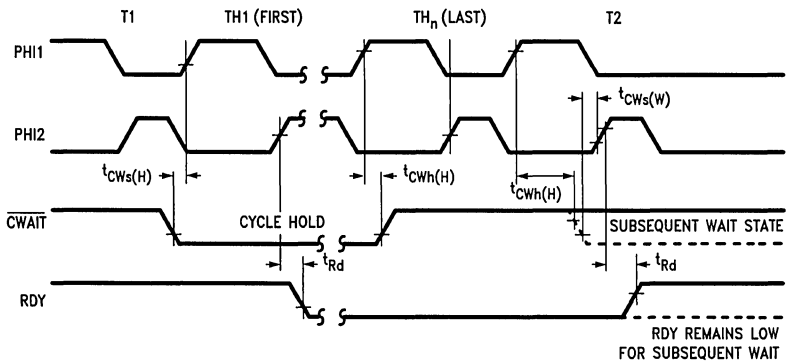 T1 TH1 (FIRST) THn (LAST) T2
PHI1
tCWs(W)
PHI2
tCWs(H) tCWh(H) tCWh(H)
CWAIT CYCLE HOLD SUBSEQUENT WAIT STATE
tRd tRd
RDY
RDY REMAINS LOW
FOR SUBSEQUENT WAIT